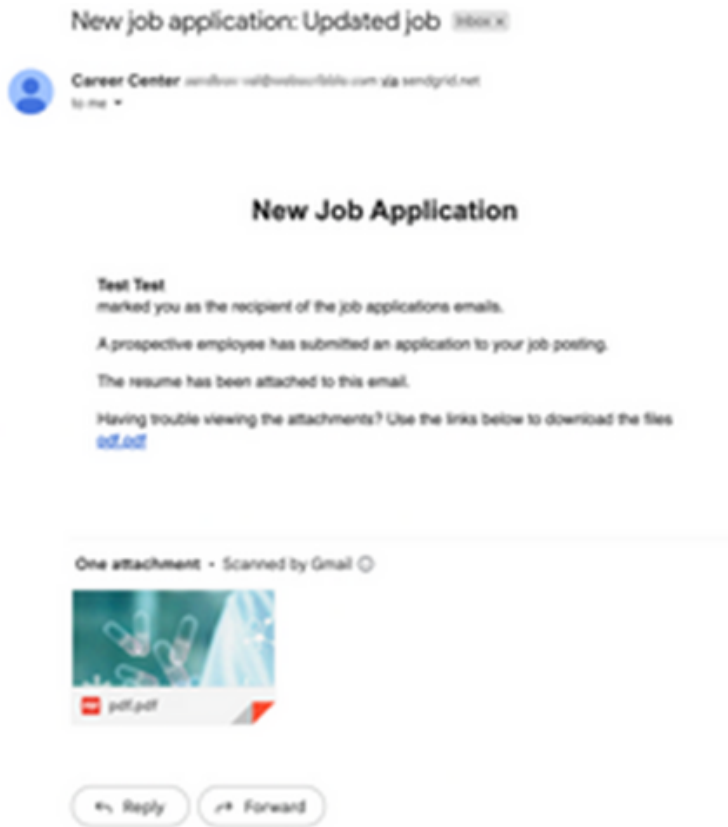 New job application: Updated job Inbox x
Career Center via sendgrid.net
to me
New Job Application
Test Test
marked you as the recipient of the job applications emails.
A prospective employee has submitted an application to your job posting.
The resume has been attached to this email.
Having trouble viewing the attachments? Use the links below to download the files
pdf.pdf
One attachment • Scanned by Gmail
pdf.pdf
Reply
Forward